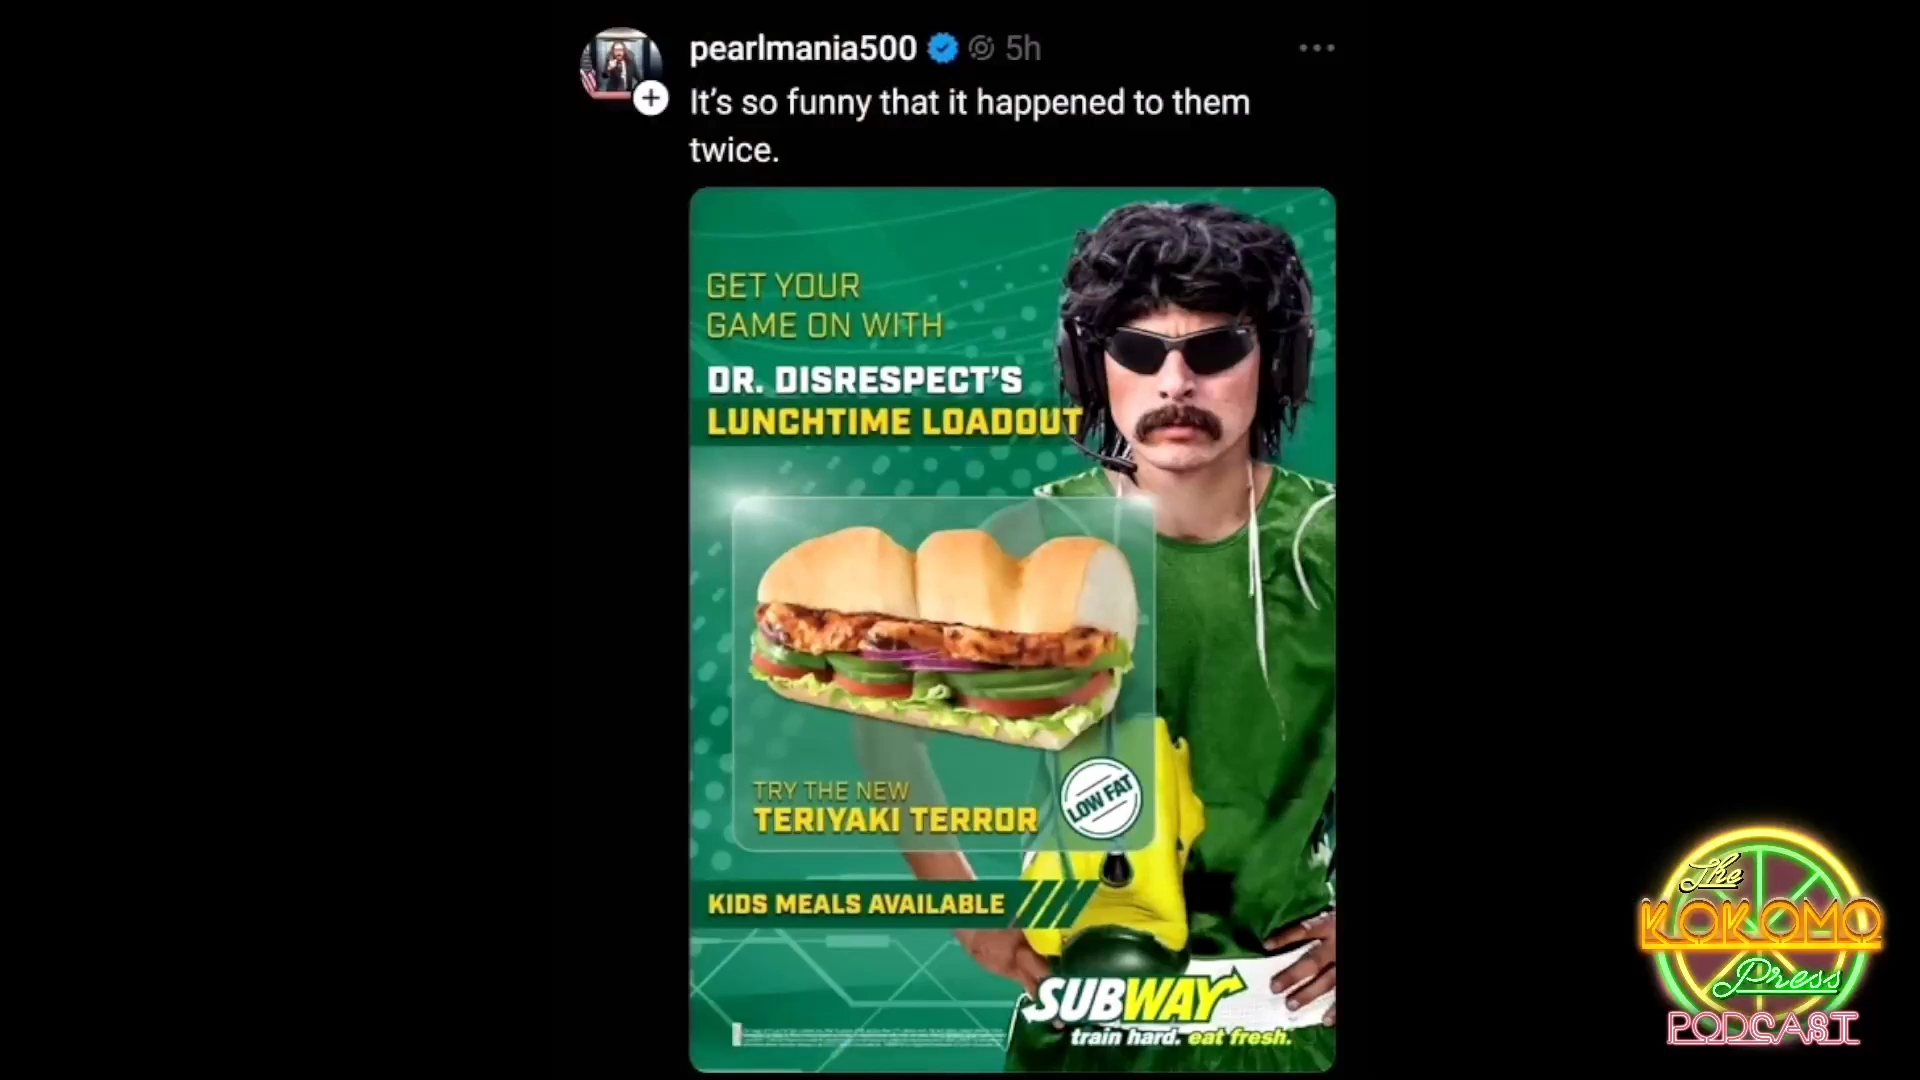 pearlmania500 5h
It's so funny that it happened to them
twice.
GET YOUR
GAME ON WITH
DR. DISRESPECT'S
LUNCHTIME LOADOUT
TRY THE NEW
TERIYAKI TERROR
LOW FAT
KIDS MEALS AVAILABLE
SUBWAY
train hard. eat fresh.
The
KOKOMO
Press
PODCAST